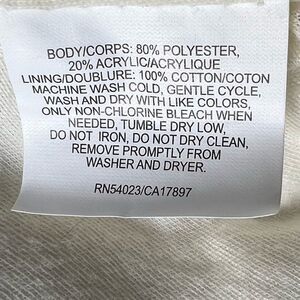 BODY/CORPS: 80% POLYESTER,
20% ACRYLIC/ACRYLIQUE
LINING/DOUBLURE: 100% COTTON/COTON
MACHINE WASH COLD, GENTLE CYCLE,
WASH AND DRY WITH LIKE COLORS,
ONLY NON-CHLORINE BLEACH WHEN
NEEDED, TUMBLE DRY LOW,
DO NOT IRON, DO NOT DRY CLEAN,
REMOVE PROMPTLY FROM
WASHER AND DRYER.
RN54023/CA17897